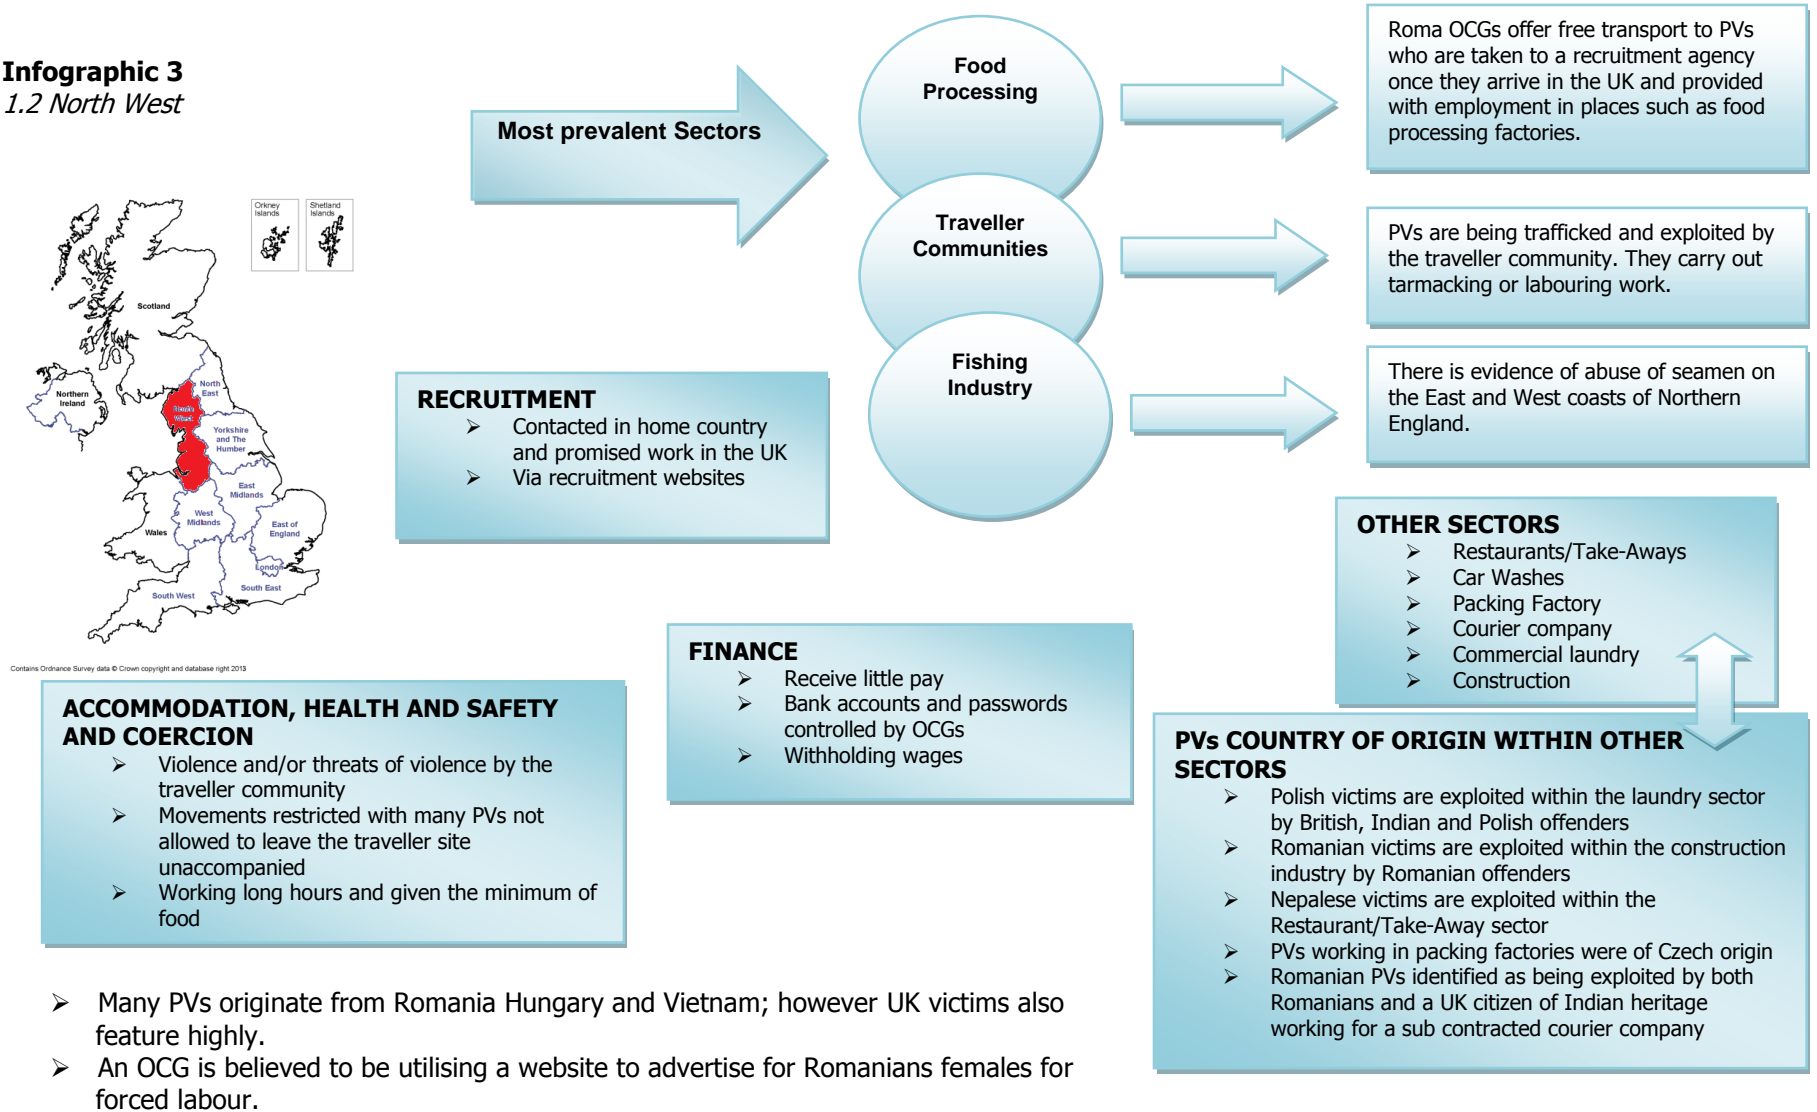 Infographic 3
1.2 North West
Most prevalent Sectors
Food
Processing
Traveller
Communities
Fishing
Industry
Roma OCGs offer free transport to PVs
who are taken to a recruitment agency
once they arrive in the UK and provided
with employment in places such as food
processing factories.
PVs are being trafficked and exploited by
the traveller community. They carry out
tarmacking or labouring work.
There is evidence of abuse of seamen on
the East and West coasts of Northern
England.
Orkney
Islands
Shetland
Islands
Scotland
Northern
Ireland
North
East
North
West
Yorkshire
and The
Humber
East
Midlands
West
Midlands
Wales
East of
England
London
South East
South West
Contains Ordnance Survey data © Crown copyright and database right 2013
RECRUITMENT
➢ Contacted in home country
and promised work in the UK
➢ Via recruitment websites
OTHER SECTORS
➢ Restaurants/Take-Aways
➢ Car Washes
➢ Packing Factory
➢ Courier company
➢ Commercial laundry
➢ Construction
FINANCE
➢ Receive little pay
➢ Bank accounts and passwords
controlled by OCGs
➢ Withholding wages
ACCOMMODATION, HEALTH AND SAFETY
AND COERCION
➢ Violence and/or threats of violence by the
traveller community
➢ Movements restricted with many PVs not
allowed to leave the traveller site
unaccompanied
➢ Working long hours and given the minimum of
food
PVs COUNTRY OF ORIGIN WITHIN OTHER
SECTORS
➢ Polish victims are exploited within the laundry sector
by British, Indian and Polish offenders
➢ Romanian victims are exploited within the construction
industry by Romanian offenders
➢ Nepalese victims are exploited within the
Restaurant/Take-Away sector
➢ PVs working in packing factories were of Czech origin
➢ Romanian PVs identified as being exploited by both
Romanians and a UK citizen of Indian heritage
working for a sub contracted courier company
➢ Many PVs originate from Romania Hungary and Vietnam; however UK victims also
feature highly.
➢ An OCG is believed to be utilising a website to advertise for Romanians females for
forced labour.